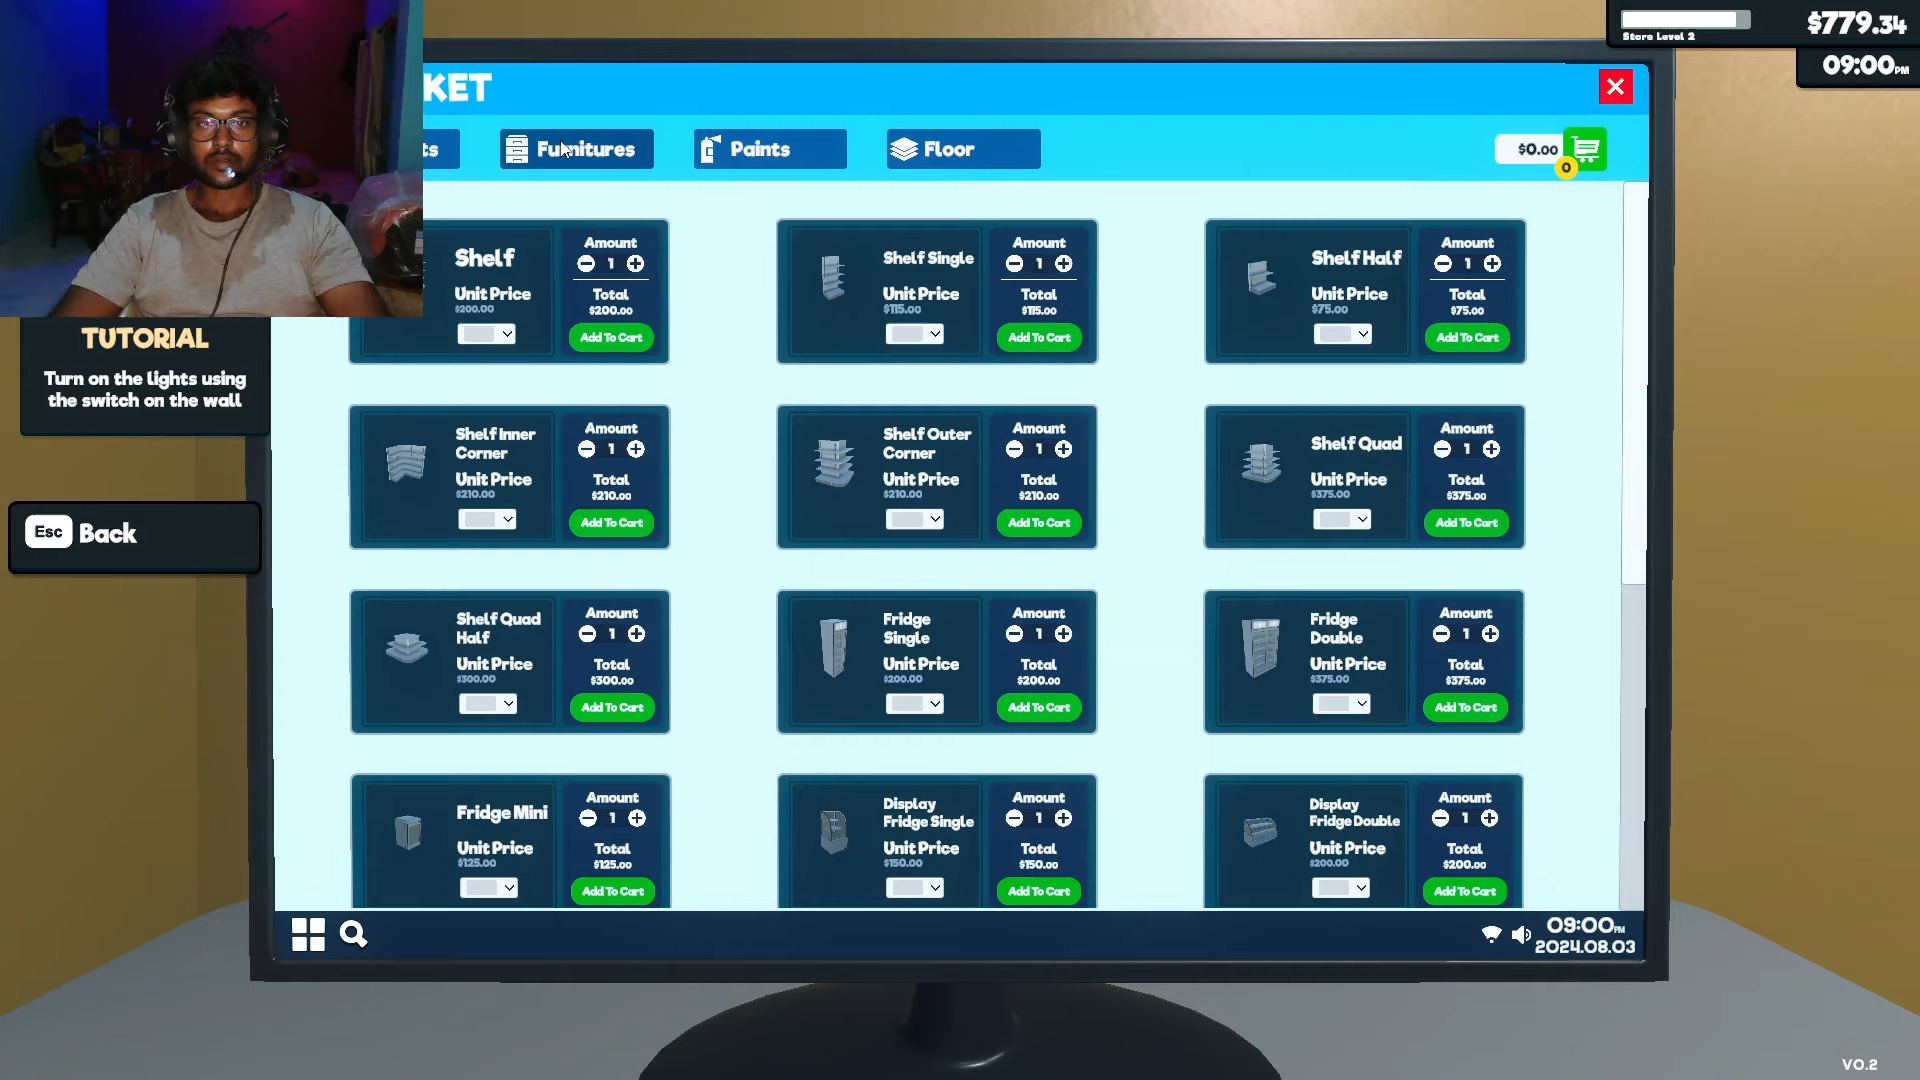 $779.34
Store Level 2
09:00PM
KET
ts
Furnitures
Paints
Floor
$0.00
0
Shelf
Unit Price
$200.00
Amount
1
Total
$200.00
Add To Cart
Shelf Single
Unit Price
$115.00
Amount
1
Total
$115.00
Add To Cart
Shelf Half
Unit Price
$75.00
Amount
1
Total
$75.00
Add To Cart
TUTORIAL
Turn on the lights using
the switch on the wall
Esc Back
Shelf Inner
Corner
Unit Price
$210.00
Amount
1
Total
$210.00
Add To Cart
Shelf Outer
Corner
Unit Price
$210.00
Amount
1
Total
$210.00
Add To Cart
Shelf Quad
Unit Price
$375.00
Amount
1
Total
$375.00
Add To Cart
Shelf Quad
Half
Unit Price
$300.00
Amount
1
Total
$300.00
Add To Cart
Fridge
Single
Unit Price
$200.00
Amount
1
Total
$200.00
Add To Cart
Fridge
Double
Unit Price
$375.00
Amount
1
Total
$375.00
Add To Cart
Fridge Mini
Unit Price
$125.00
Amount
1
Total
$125.00
Add To Cart
Display
Fridge Single
Unit Price
$150.00
Amount
1
Total
$150.00
Add To Cart
Display
Fridge Double
Unit Price
$200.00
Amount
1
Total
$200.00
Add To Cart
09:00PM
2024.08.03
V0.2